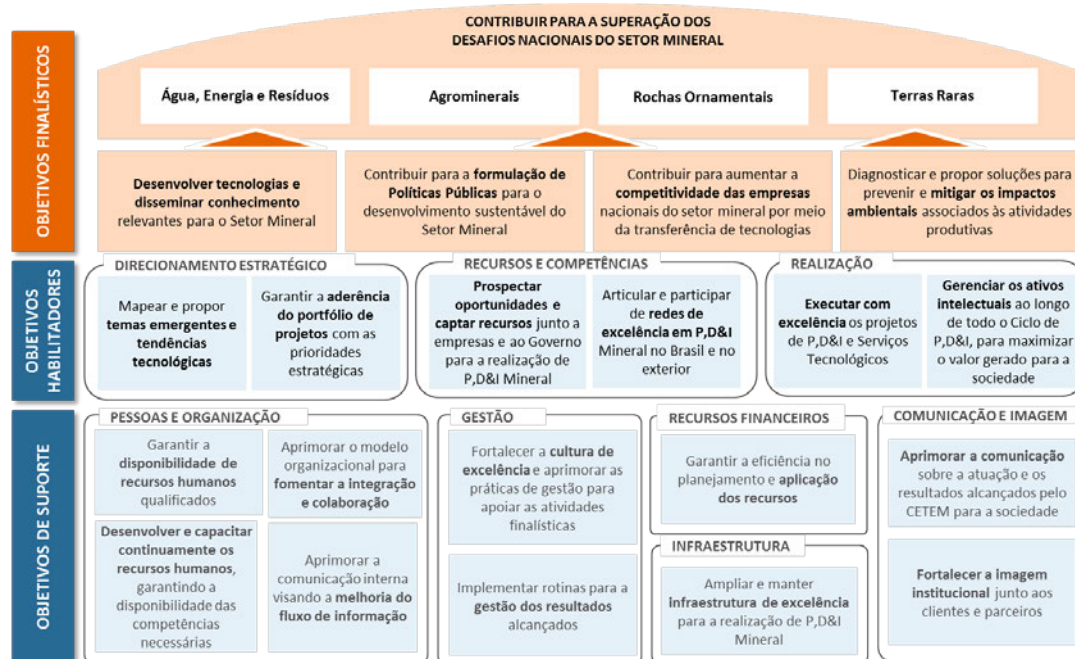 CONTRIBUIR PARA A SUPERAÇÃO DOS
DESAFIOS NACIONAIS DO SETOR MINERAL
OBJETIVOS FINALÍSTICOS
Água, Energia e Resíduos
Agrominerais
Rochas Ornamentais
Terras Raras
Desenvolver tecnologias e
disseminar conhecimento
relevantes para o Setor Mineral
Contribuir para a formulação de
Políticas Públicas para o
desenvolvimento sustentável do
Setor Mineral
Contribuir para aumentar a
competitividade das empresas
nacionais do setor mineral por meio
da transferência de tecnologias
Diagnosticar e propor soluções para
prevenir e mitigar os impactos
ambientais associados às atividades
produtivas
OBJETIVOS
HABILITADORES
DIRECIONAMENTO ESTRATÉGICO
Mapear e propor
temas emergentes e
tendências
tecnológicas
Garantir a aderência
do portfólio de
projetos com as
prioridades
estratégicas
RECURSOS E COMPETÊNCIAS
Prospectar
oportunidades e
captar recursos junto a
empresas e ao Governo
para a realização de
P,D&I Mineral
Articular e participar
de redes de
excelência em P,D&I
Mineral no Brasil e no
exterior
REALIZAÇÃO
Executar com
excelência os projetos
de P,D&I e Serviços
Tecnológicos
Gerenciar os ativos
intelectuais ao longo
de todo o Ciclo de
P,D&I, para maximizar
o valor gerado para a
sociedade
OBJETIVOS DE SUPORTE
PESSOAS E ORGANIZAÇÃO
Garantir a
disponibilidade de
recursos humanos
qualificados
Aprimorar o modelo
organizacional para
fomentar a integração
e colaboração
Desenvolver e capacitar
continuamente os
recursos humanos,
garantindo a
disponibilidade das
competências
necessárias
Aprimorar a
comunicação interna
visando a melhoria do
fluxo de informação
GESTÃO
Fortalecer a cultura de
excelência e aprimorar as
práticas de gestão para
apoiar as atividades
finalísticas
Implementar rotinas para a
gestão dos resultados
alcançados
RECURSOS FINANCEIROS
Garantir a eficiência no
planejamento e aplicação
dos recursos
INFRAESTRUTURA
Ampliar e manter
infraestrutura de excelência
para a realização de P,D&I
Mineral
COMUNICAÇÃO E IMAGEM
Aprimorar a comunicação
sobre a atuação e os
resultados alcançados pelo
CETEM para a sociedade
Fortalecer a imagem
institucional junto aos
clientes e parceiros